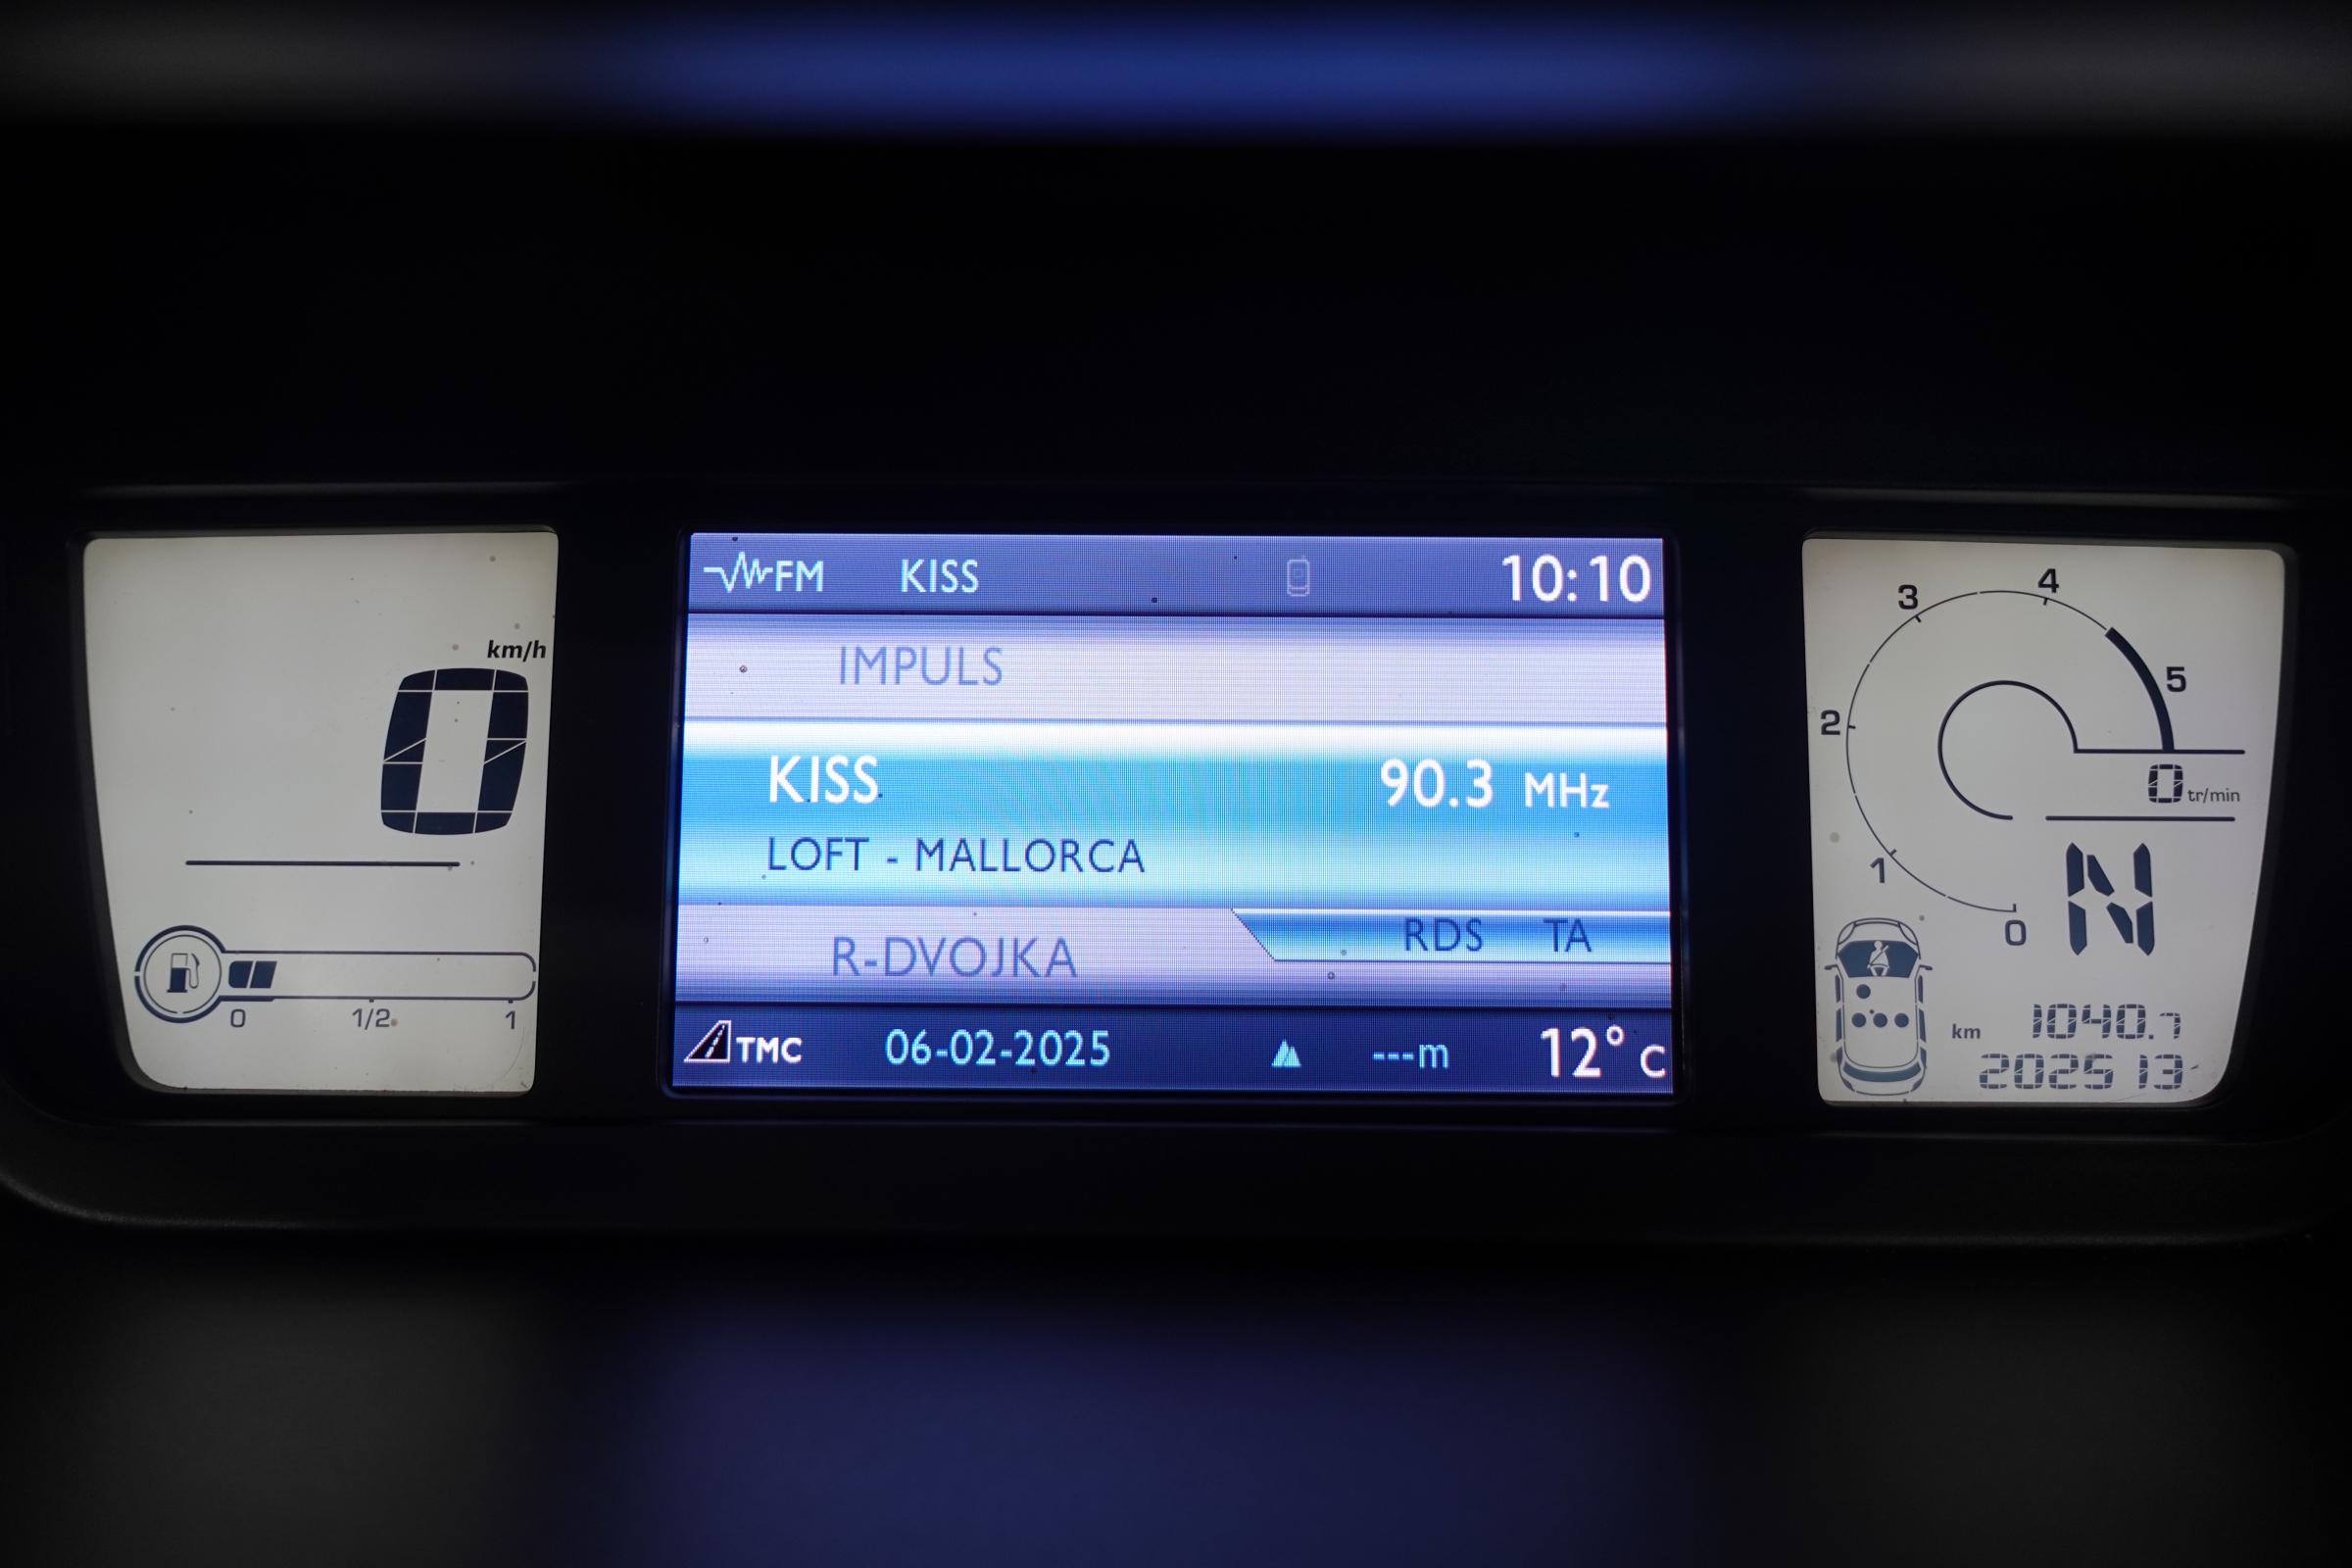 km/h
0
0 1/2 1
FM KISS 10:10
IMPULS
KISS 90.3 MHz
LOFT - MALLORCA
R-DVOJKA
RDS TA
TMC 06-02-2025 ---m 12° C
4
3
5
2
0 tr/min
1
N
0
km 1040.7
202513